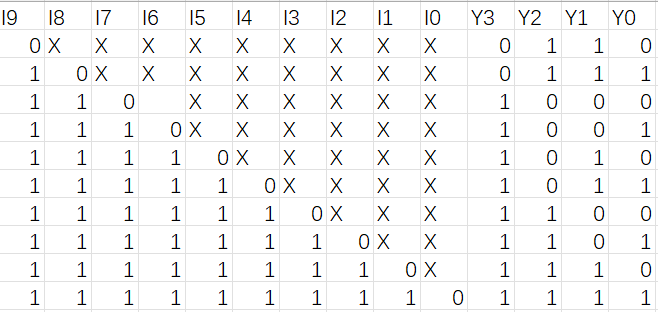 I9 I8 I7 I6 I5 I4 I3 I2 I1 I0 Y3 Y2 Y1 Y0
0 X X X X X X X X X 0 1 1 0
1 0 X X X X X X X X 0 1 1 1
1 1 0 X X X X X X 1 0 0 0
1 1 1 0 X X X X X X 1 0 0 1
1 1 1 1 0 X X X X X 1 0 1 0
1 1 1 1 1 0 X X X X 1 0 1 1
1 1 1 1 1 1 0 X X X 1 1 0 0
1 1 1 1 1 1 1 0 X X 1 1 0 1
1 1 1 1 1 1 1 1 0 X 1 1 1 0
1 1 1 1 1 1 1 1 1 0 1 1 1 1